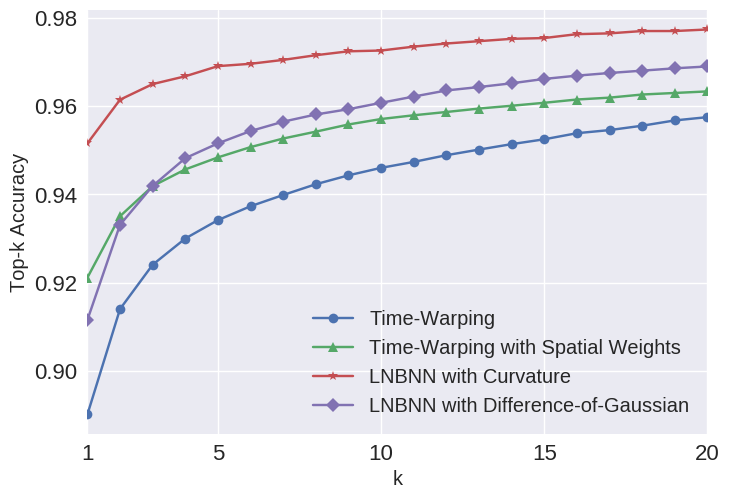 0.98
0.96
0.94
0.92
0.90
Top-k Accuracy
Time-Warping
Time-Warping with Spatial Weights
LNBNN with Curvature
LNBNN with Difference-of-Gaussian
1 5 10 15 20
k